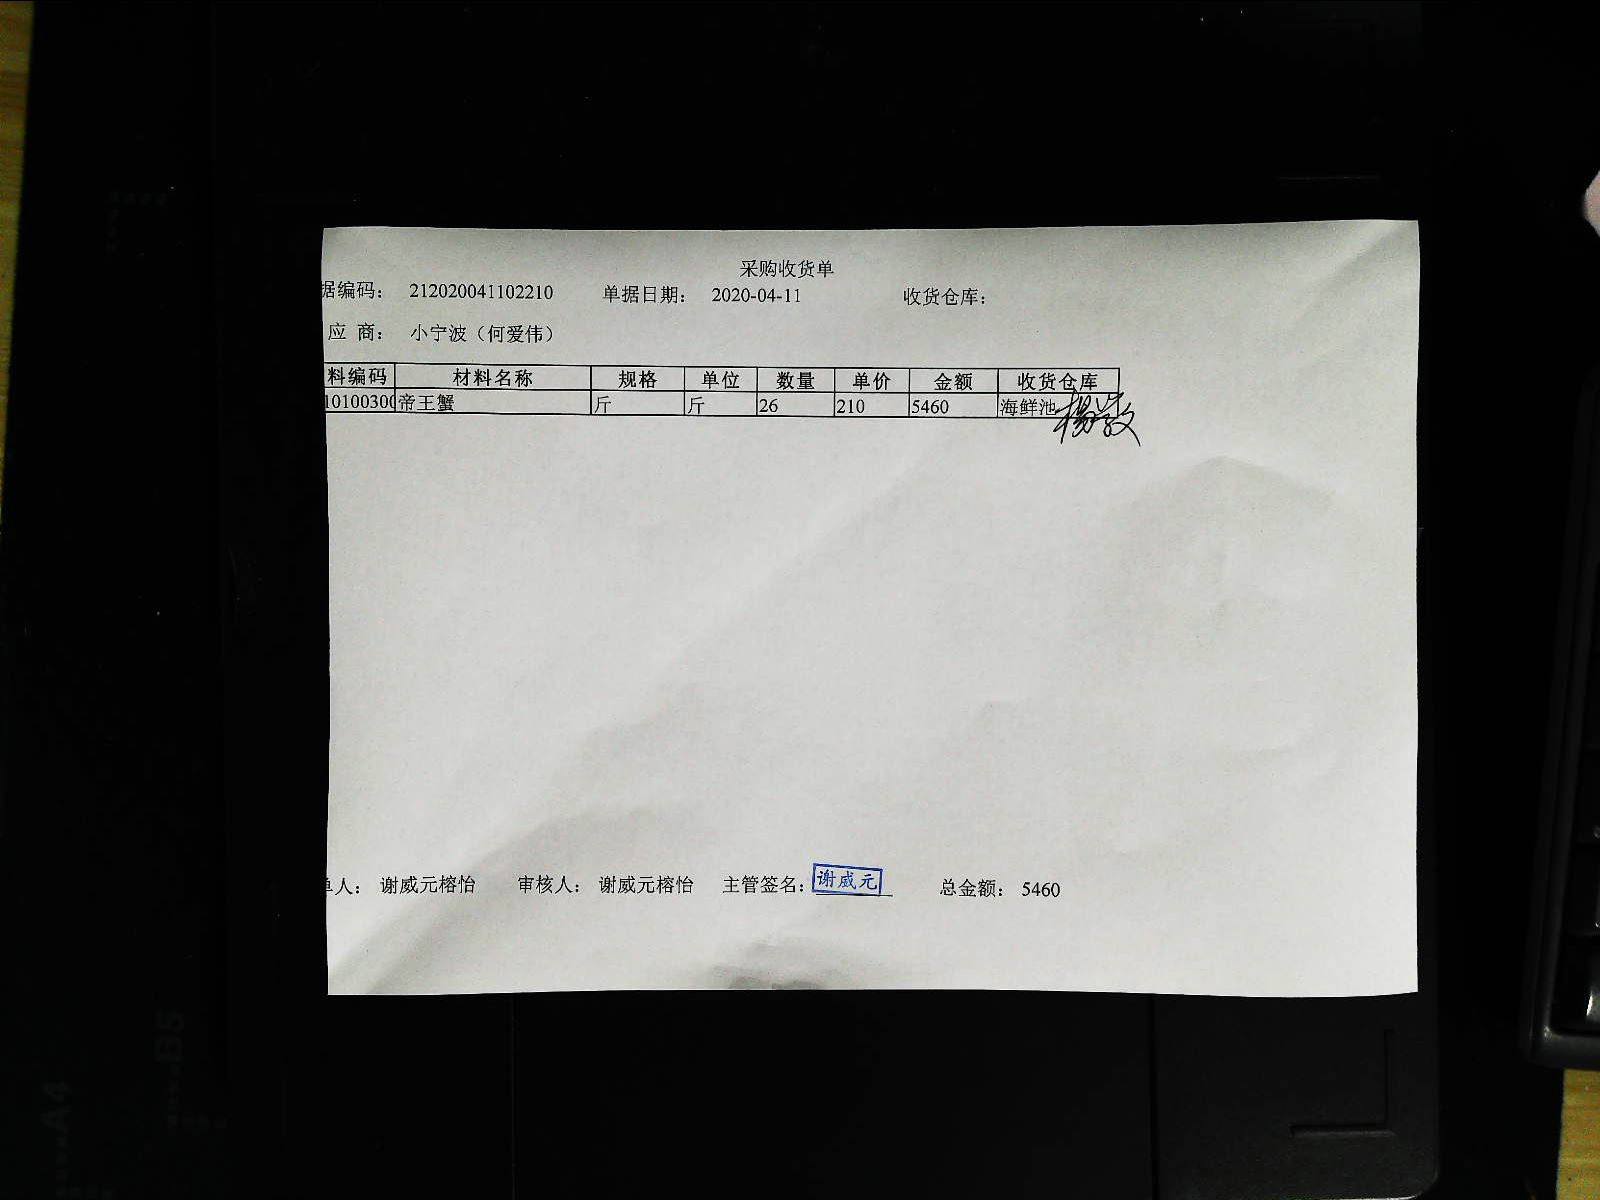 采购收货单
据编码： 212020041102210 单据日期： 2020-04-11 收货仓库：
应 商： 小宁波（何爱伟）
料编码 材料名称 规格 单位 数量 单价 金额 收货仓库
10100300 帝王蟹 斤 斤 26 210 5460 海鲜池
单人： 谢威元榕怡 审核人： 谢威元榕怡 主管签名： 谢威元 总金额： 5460
A4
B5